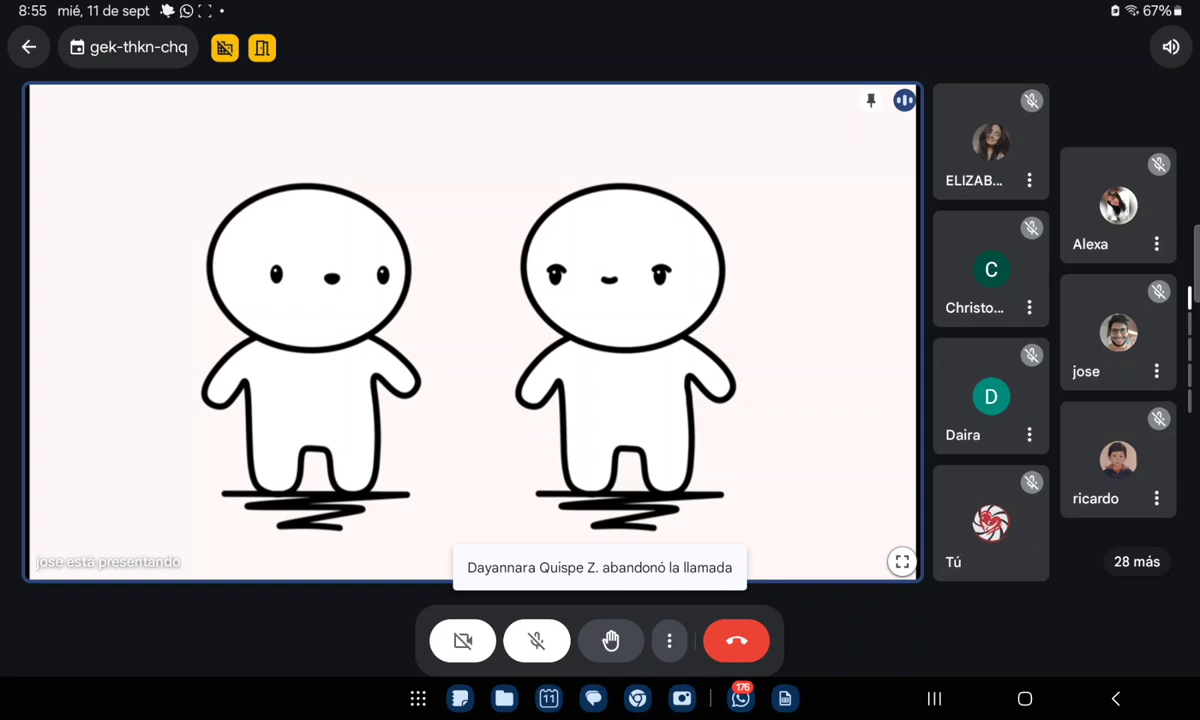 8:55 mié, 11 de sept
67%
gek-thkn-chq
ELIZAB...
Alexa
Christo...
C
jose
Daira
D
ricardo
Tú
28 más
jose está presentando
Dayannara Quispe Z. abandonó la llamada
11
176